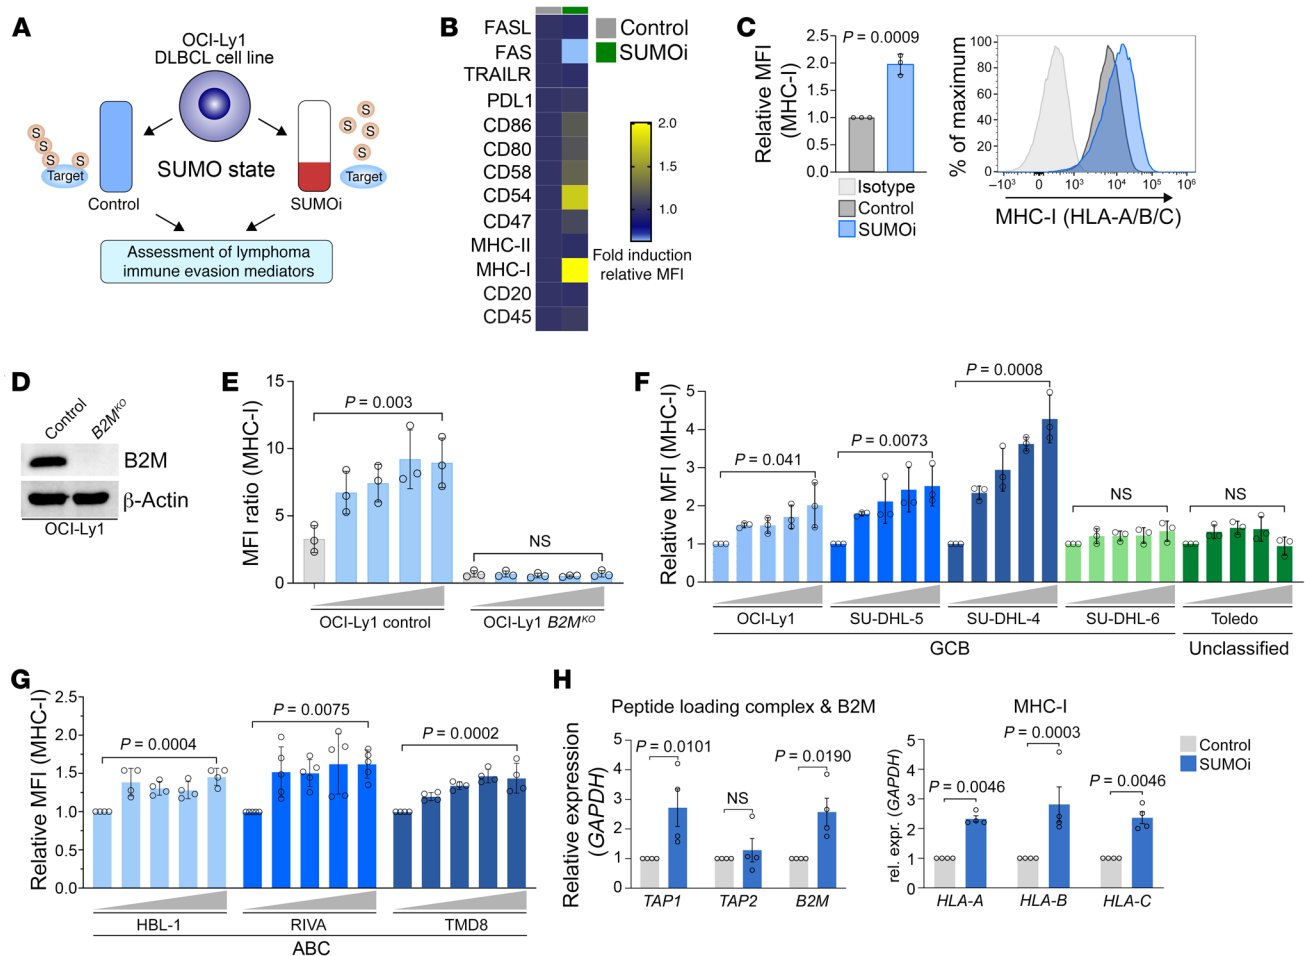 A
OCI-Ly1
DLBCL cell line
S
S
S
S
Target
SUMO state
S
S
S
S
Target
Control
SUMOi
Assessment of lymphoma
immune evasion mediators
B
Control
SUMOi
FASL
FAS
TRAILR
PDL1
CD86
CD80
CD58
CD54
CD47
MHC-II
MHC-I
CD20
CD45
2.0
1.5
1.0
Fold induction
relative MFI
C
Relative MFI
(MHC-I)
2.5
2.0
1.5
1.0
0.5
0.0
P = 0.0009
Isotype
Control
SUMOi
% of maximum
100
80
60
40
20
0
−10³ 0 10³ 10⁴ 10⁵ 10⁶
MHC-I (HLA-A/B/C)
D
Control
B2MKO
B2M
β-Actin
OCI-Ly1
E
MFI ratio (MHC-I)
15
10
5
0
P = 0.003
NS
OCI-Ly1 control
OCI-Ly1 B2MKO
F
Relative MFI (MHC-I)
5
4
3
2
1
0
P = 0.041
P = 0.0073
P = 0.0008
NS
NS
OCI-Ly1
SU-DHL-5
SU-DHL-4
SU-DHL-6
Toledo
GCB
Unclassified
G
Relative MFI (MHC-I)
2.5
2.0
1.5
1.0
0.5
0.0
P = 0.0004
P = 0.0075
P = 0.0002
HBL-1
RIVA
TMD8
ABC
H
Peptide loading complex & B2M
Relative expression
(GAPDH)
5
4
3
2
1
0
P = 0.0101
NS
P = 0.0190
TAP1
TAP2
B2M
MHC-I
rel. expr. (GAPDH)
5
4
3
2
1
0
P = 0.0046
P = 0.0003
P = 0.0046
HLA-A
HLA-B
HLA-C
Control
SUMOi